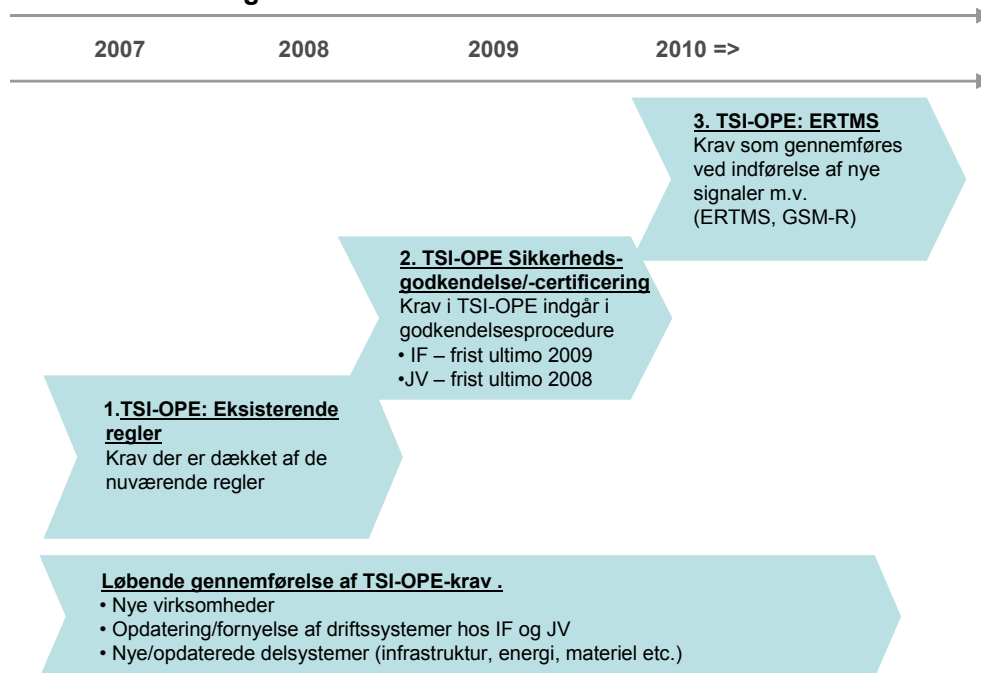 2007 2008 2009 2010 =>
3. TSI-OPE: ERTMS
Krav som gennemføres
ved indførelse af nye
signaler m.v.
(ERTMS, GSM-R)
2. TSI-OPE Sikkerheds-
godkendelse/-certificering
Krav i TSI-OPE indgår i
godkendelsesprocedure
• IF – frist ultimo 2009
•JV – frist ultimo 2008
1.TSI-OPE: Eksisterende
regler
Krav der er dækket af de
nuværende regler
Løbende gennemførelse af TSI-OPE-krav .
• Nye virksomheder
• Opdatering/fornyelse af driftssystemer hos IF og JV
• Nye/opdaterede delsystemer (infrastruktur, energi, materiel etc.)